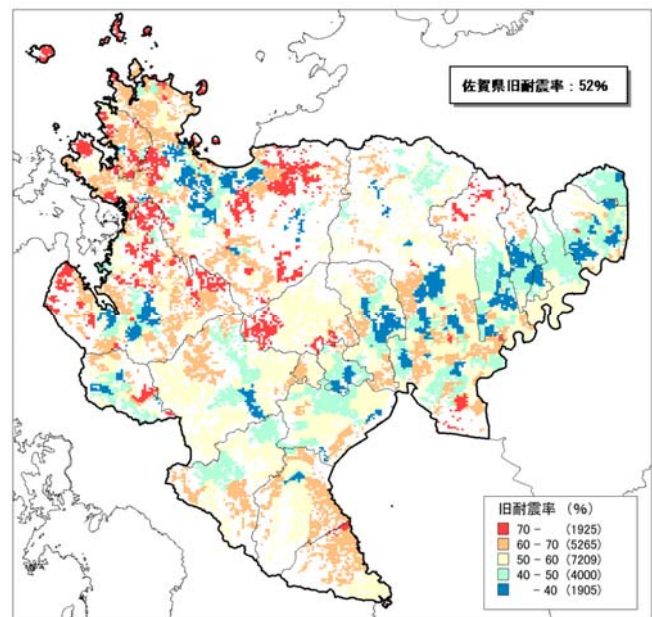 佐賀県旧耐震率：52%
旧耐震率 （%）
70 - (1925)
60 - 70 (5265)
50 - 60 (7209)
40 - 50 (4000)
- 40 (1905)